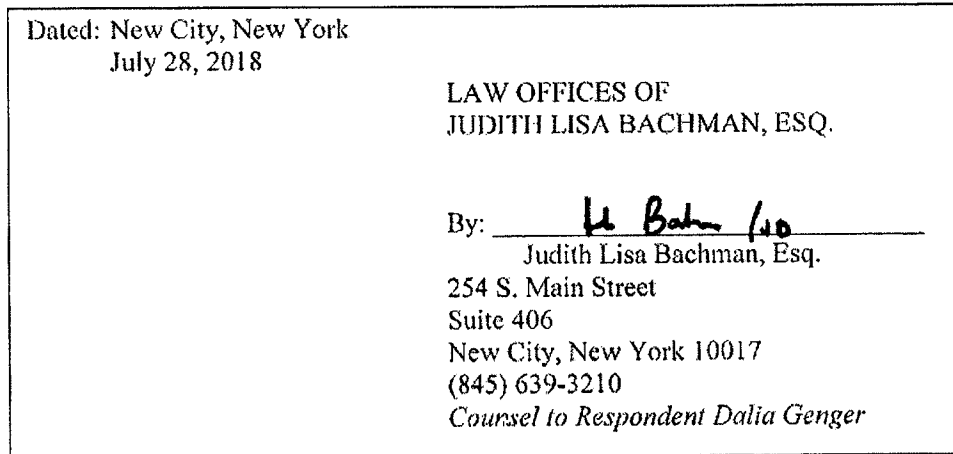 Dated: New City, New York
July 28, 2018
LAW OFFICES OF
JUDITH LISA BACHMAN, ESQ.
By:
Judith Lisa Bachman, Esq.
254 S. Main Street
Suite 406
New City, New York 10017
(845) 639-3210
Counsel to Respondent Dalia Genger